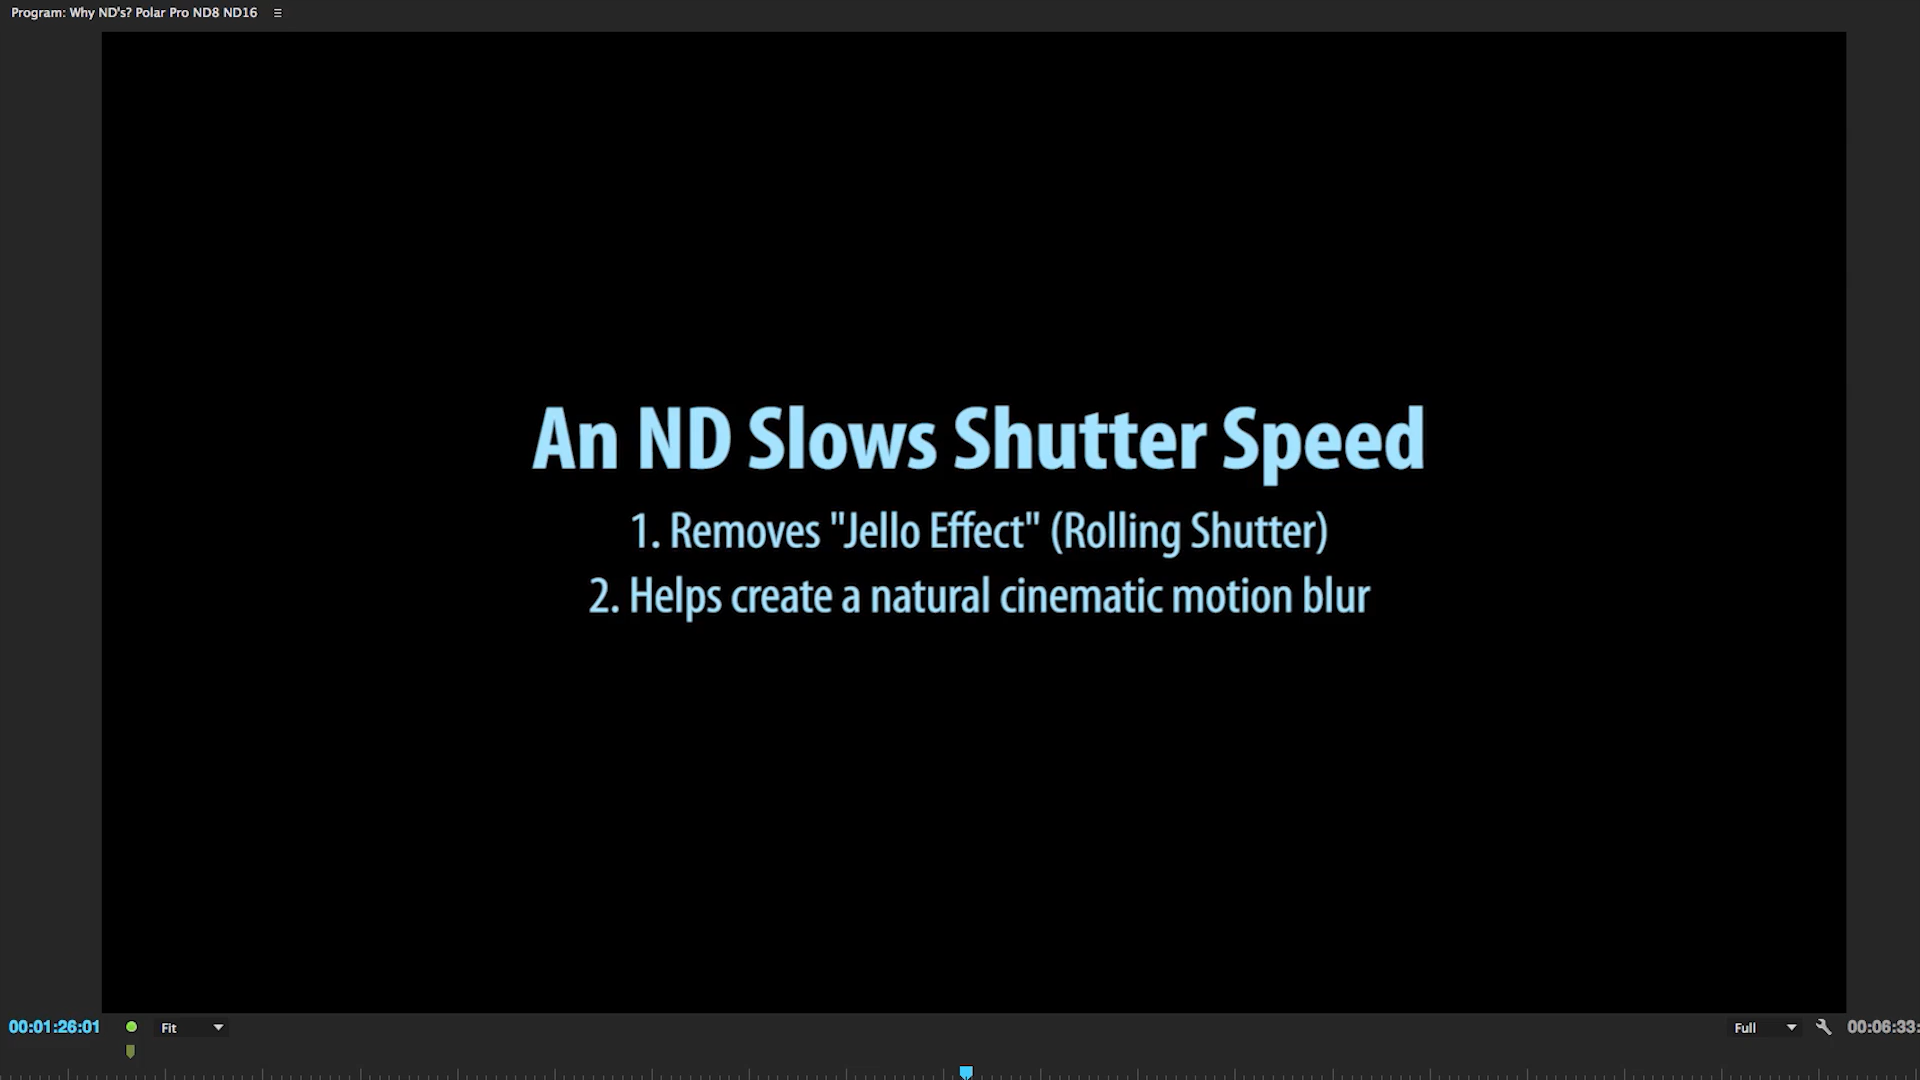 Program: Why ND's? Polar Pro ND8 ND16
An ND Slows Shutter Speed
1. Removes "Jello Effect" (Rolling Shutter)
2. Helps create a natural cinematic motion blur
00:01:26:01 Fit Full 00:06:33: